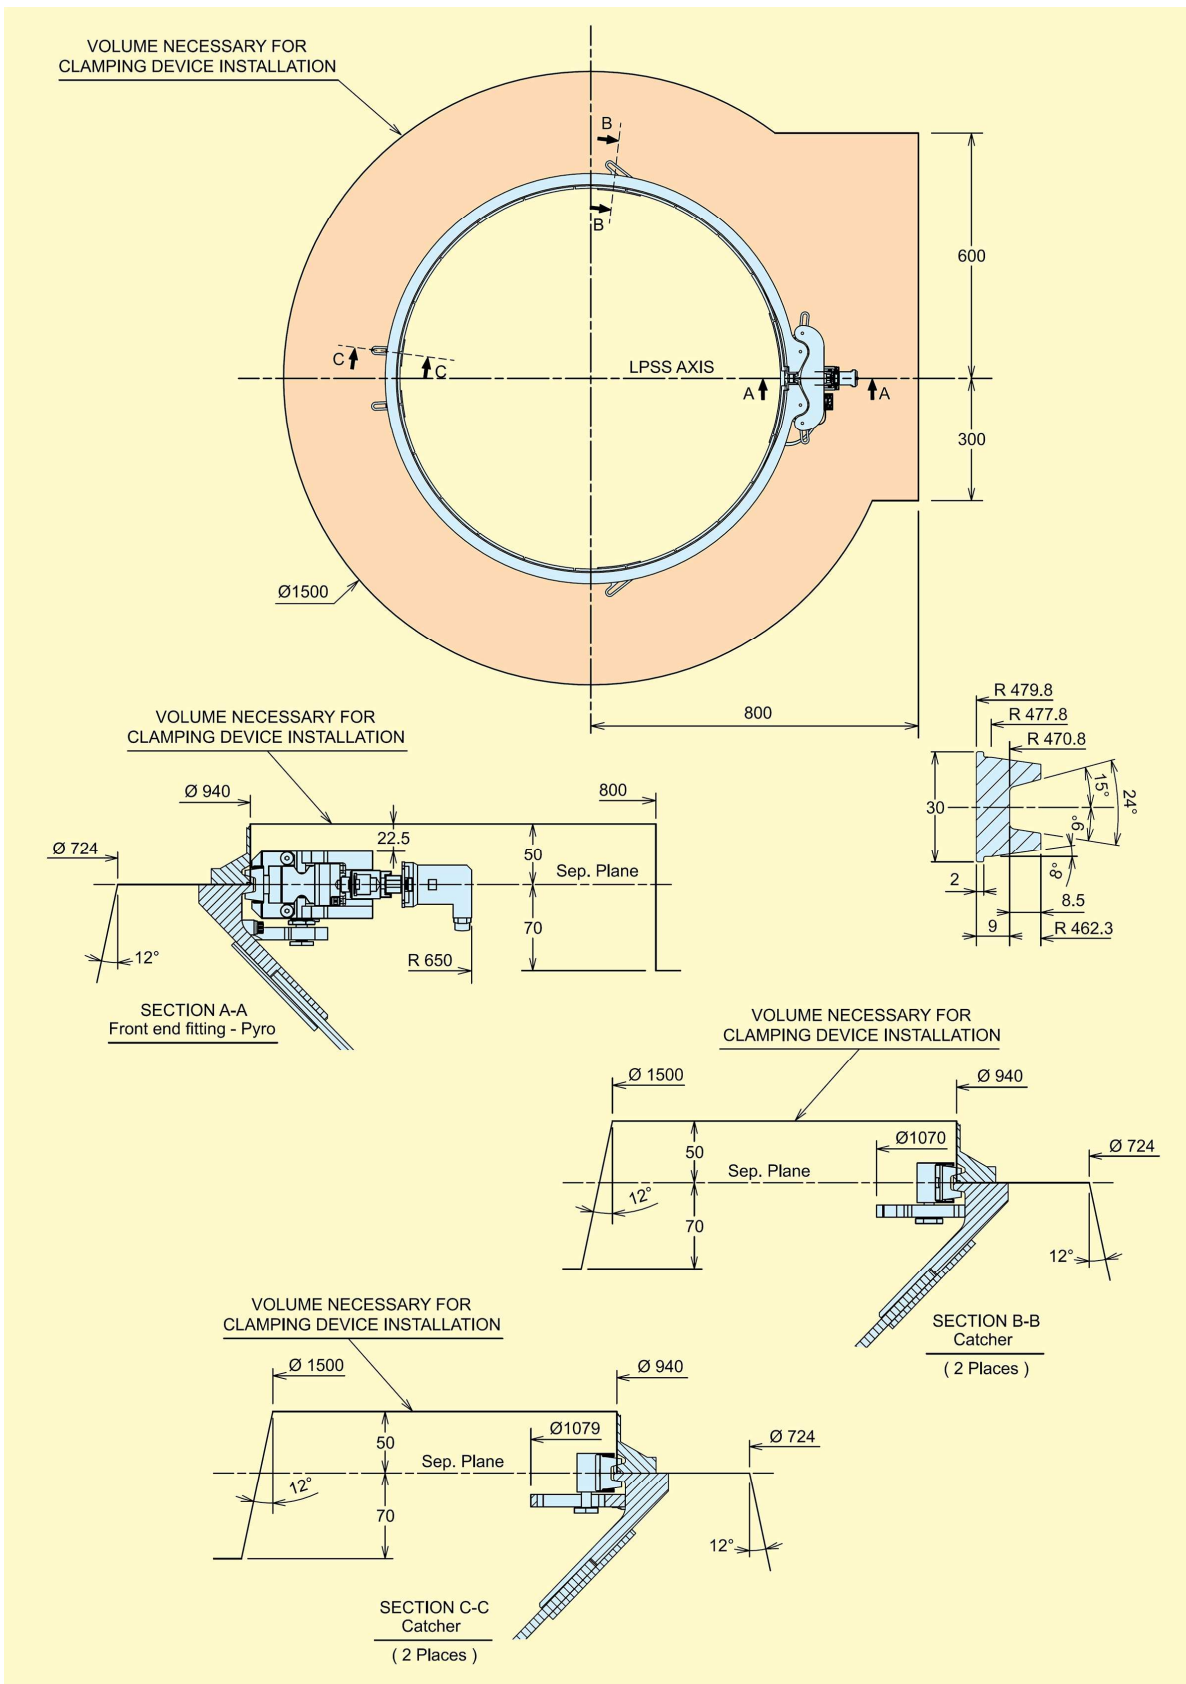 VOLUME NECESSARY FOR
CLAMPING DEVICE INSTALLATION
B
B
600
C
C
LPSS AXIS
A
A
300
Ø1500
800
R 479.8
R 477.8
R 470.8
30
15°
24°
6°
8°
2
8.5
9
R 462.3
VOLUME NECESSARY FOR
CLAMPING DEVICE INSTALLATION
Ø 940
800
22.5
50
Ø 724
Sep. Plane
70
12°
R 650
SECTION A-A
Front end fitting - Pyro
VOLUME NECESSARY FOR
CLAMPING DEVICE INSTALLATION
Ø 1500
Ø 940
Ø1070
Ø 724
50
Sep. Plane
12°
70
12°
SECTION B-B
Catcher
( 2 Places )
VOLUME NECESSARY FOR
CLAMPING DEVICE INSTALLATION
Ø 1500
Ø 940
Ø1079
Ø 724
50
Sep. Plane
12°
70
12°
SECTION C-C
Catcher
( 2 Places )